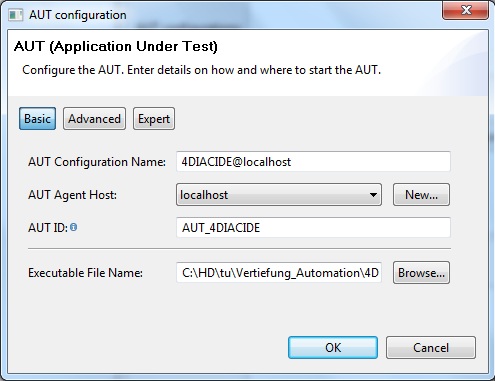 AUT configuration
AUT (Application Under Test)
Configure the AUT. Enter details on how and where to start the AUT.
Basic Advanced Expert
AUT Configuration Name: 4DIACIDE@localhost
AUT Agent Host: localhost New...
AUT ID: AUT_4DIACIDE
Executable File Name: C:\HD\tu\Vertiefung_Automation\4D Browse...
OK Cancel